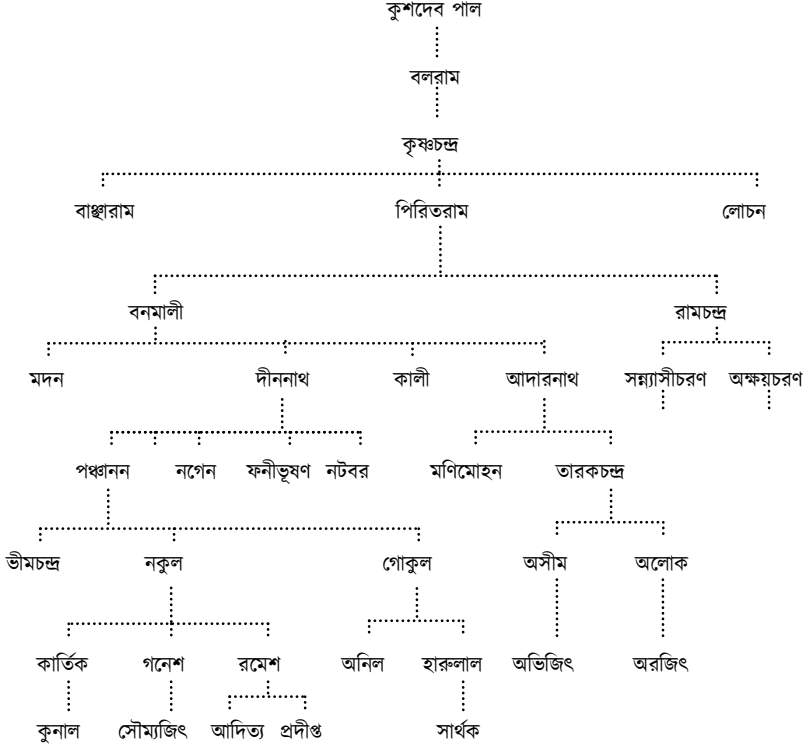 কুশদেব পাল
বলরাম
কৃষ্ণচন্দ্র
বাঞ্ছারাম পিরিতরাম লোচন
বনমালী রামচন্দ্র
মদন দীননাথ কালী আদারনাথ সন্ন্যাসীচরণ অক্ষয়চরণ
পঞ্চানন নগেন ফনীভূষণ নটবর মণিমোহন তারকচন্দ্র
ভীমচন্দ্র নকুল গোকুল অসীম অলোক
কার্তিক গনেশ রমেশ অনিল হারুলাল অভিজিৎ অরজিৎ
কুনাল সৌম্যজিৎ আদিত্য প্রদীপ্ত সার্থক